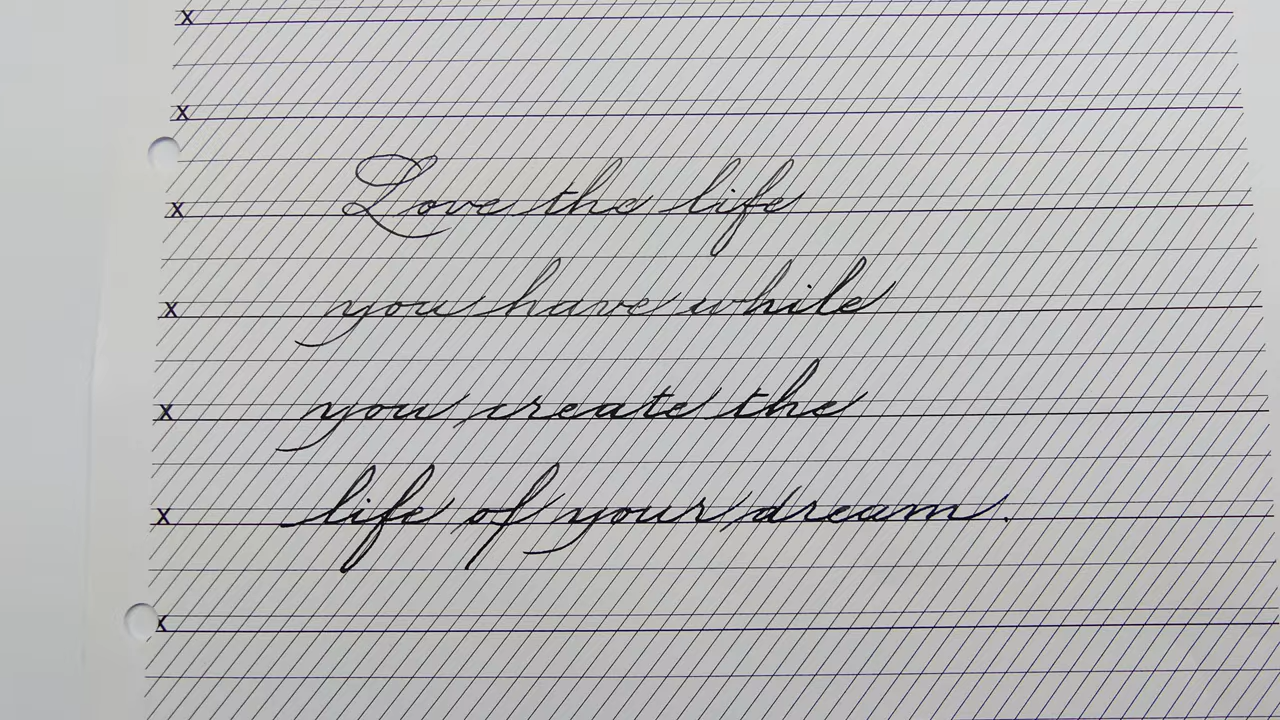 x
x
x Love the life
x you have while
x you create the
x life of your dream.
x